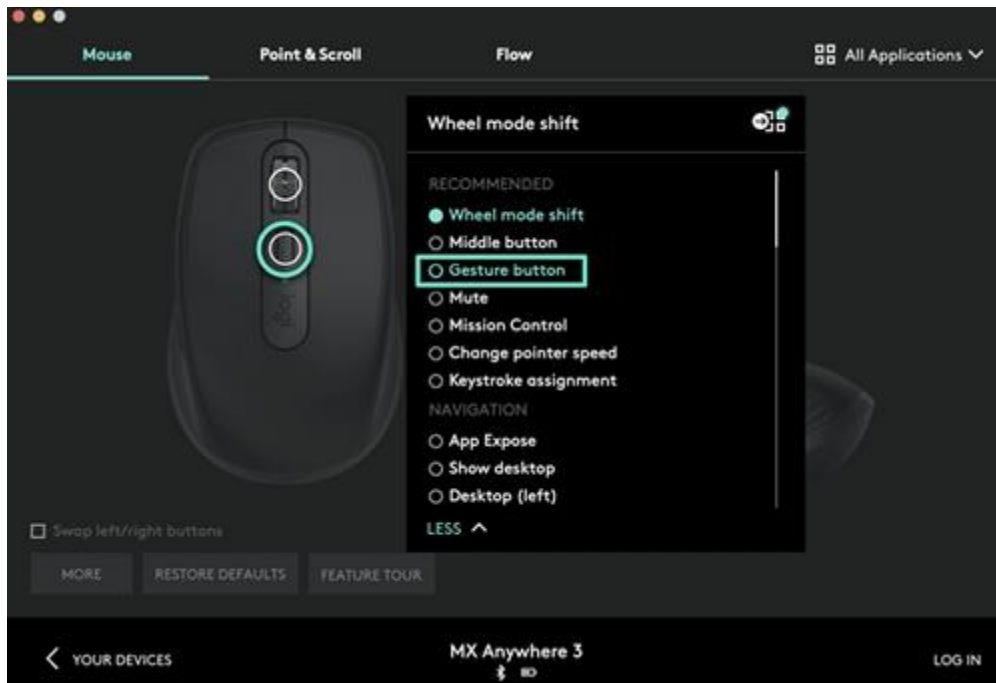 Mouse
Point & Scroll
Flow
All Applications
Wheel mode shift
RECOMMENDED
Wheel mode shift
Middle button
Gesture button
Mute
Mission Control
Change pointer speed
Keystroke assignment
NAVIGATION
App Expose
Show desktop
Desktop (left)
LESS
logi
Swap left/right buttons
MORE
RESTORE DEFAULTS
FEATURE TOUR
YOUR DEVICES
MX Anywhere 3
LOG IN